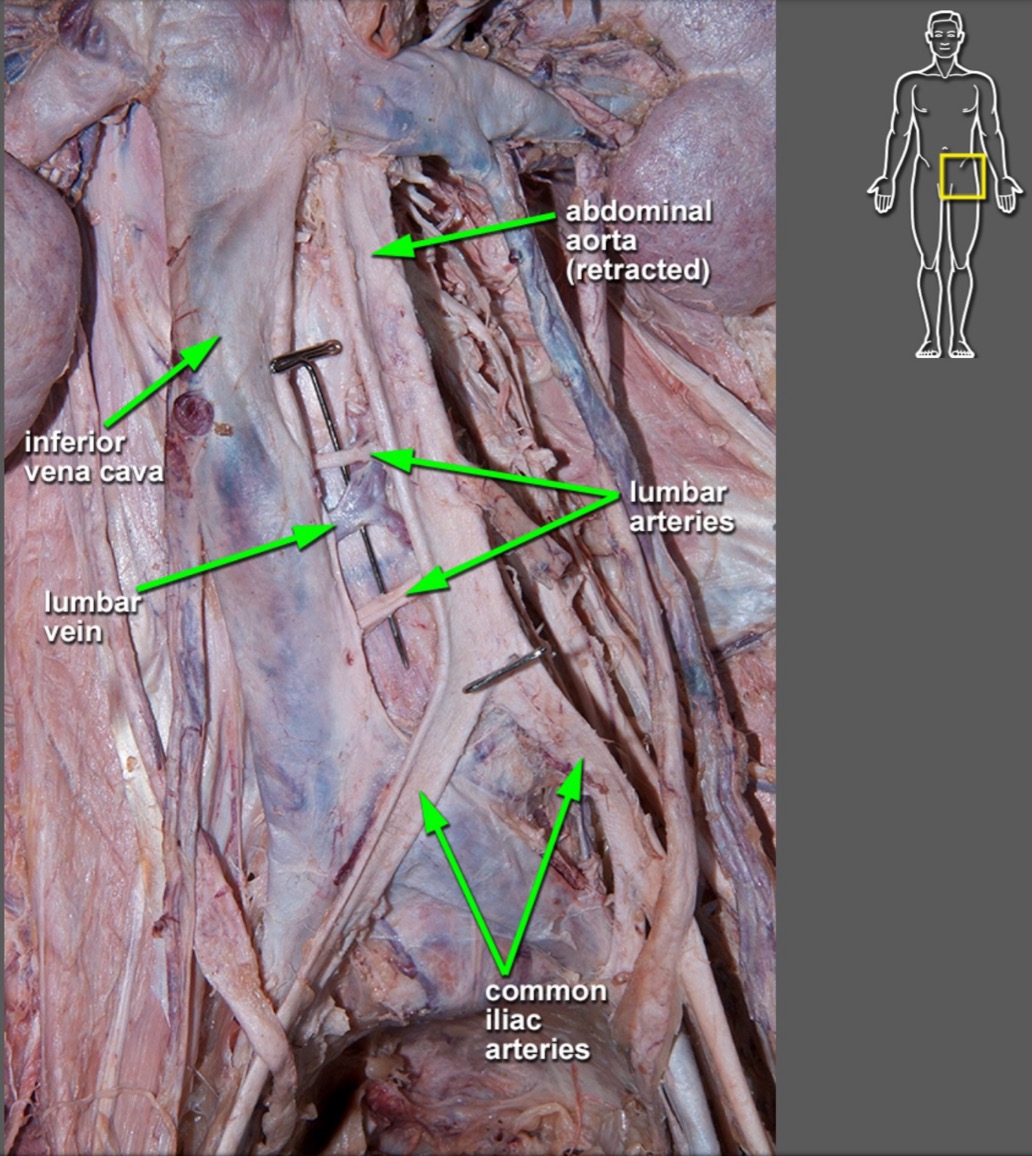 abdominal
aorta
(retracted)
inferior
vena cava
lumbar
arteries
lumbar
vein
common
iliac
arteries